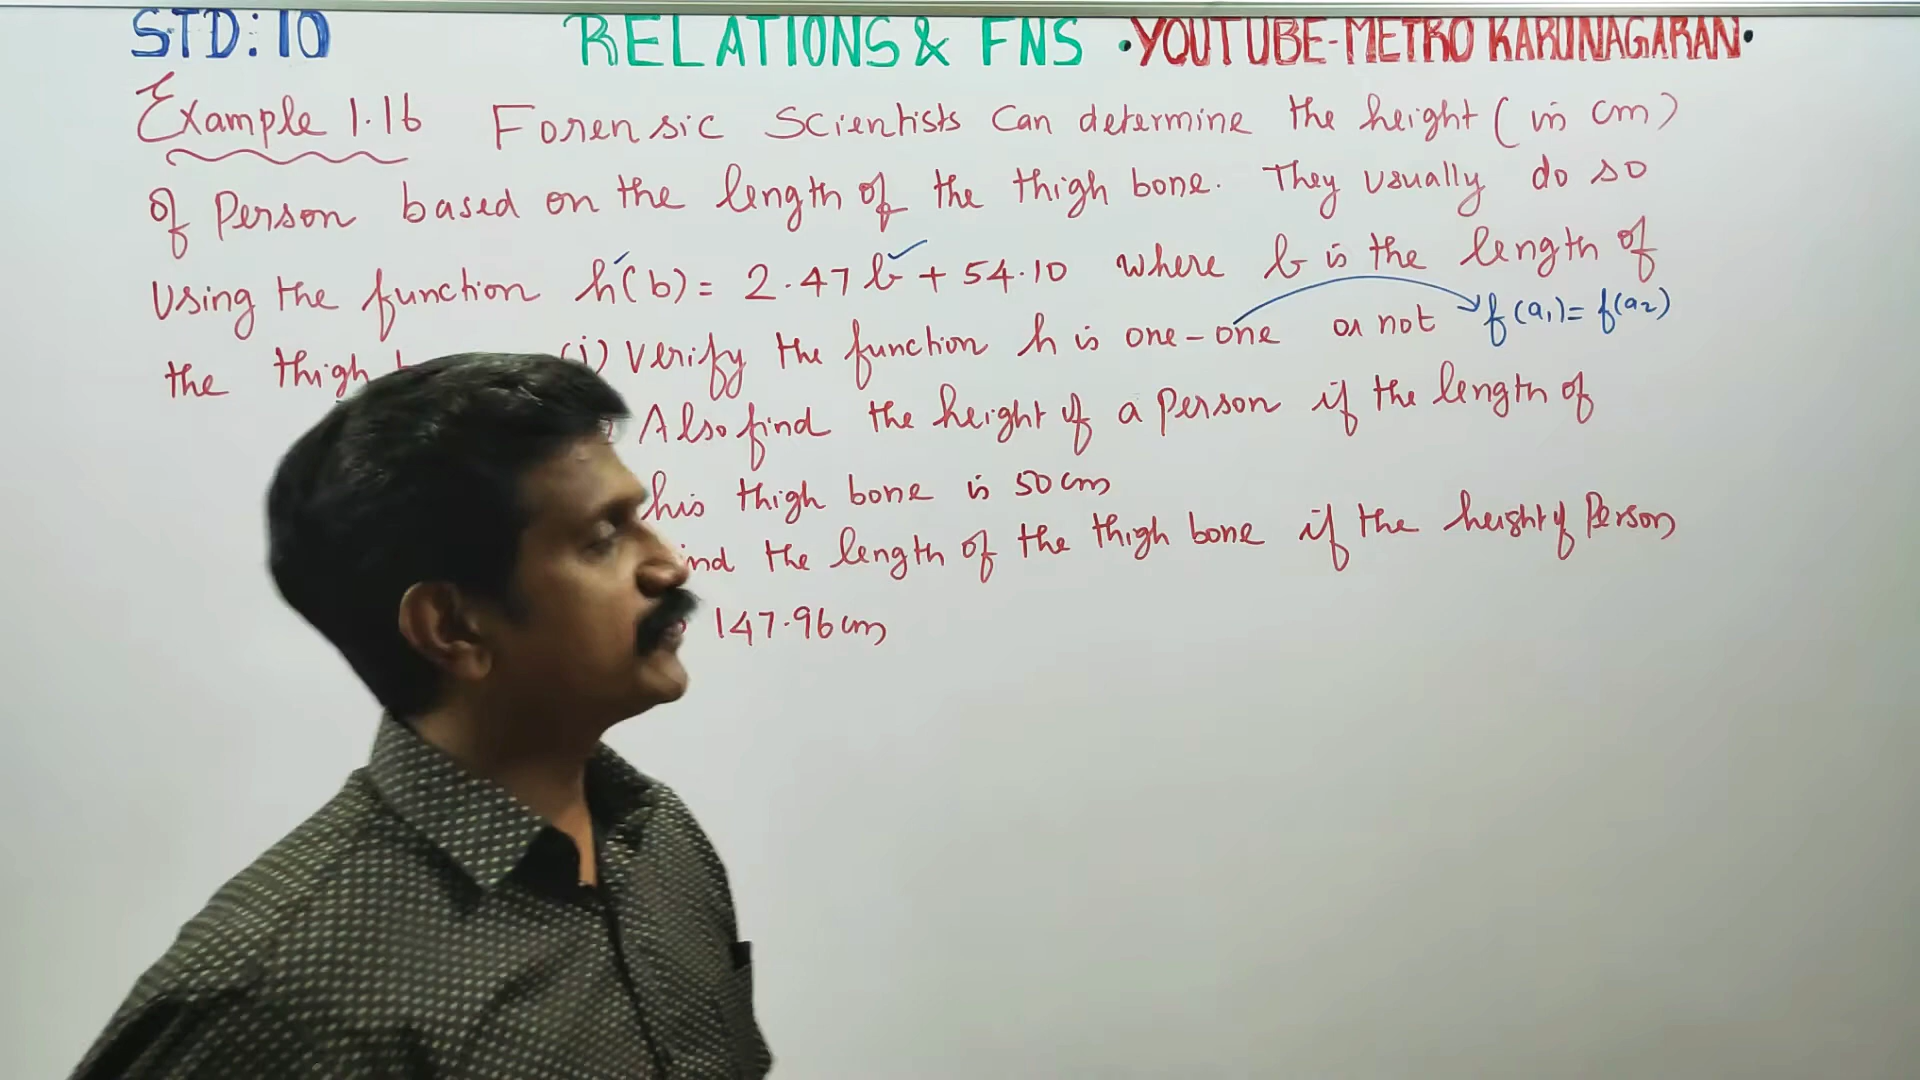 STD: 10 RELATIONS & FNS • YOUTUBE-METRO KARUNAGARAN •
Example 1.16 Forensic Scientists can determine the height (in cm)
of Person based on the length of the thigh bone. They usually do so
Using the function h(b) = 2.47 b + 54.10 where b is the length of
the thigh (i) Verify the function h is one-one or not f(a1) = f(a2)
Also find the height of a person if the length of
his thigh bone is 50 cm
nd the length of the thigh bone if the height of Person
147.96 cm